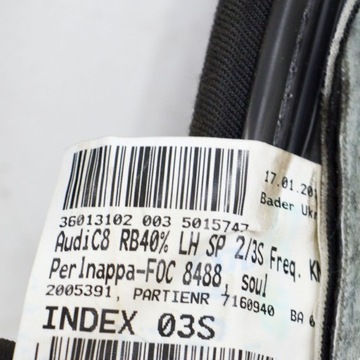 17.01.20
Bader Ukr
36013102 003 5015747
AudiC8 RB40% LH SP 2/3S Freq. KN
Perlnappa-FOC 8488, soul
2005391, PARTIENR 7160940 BA 6
INDEX 03S